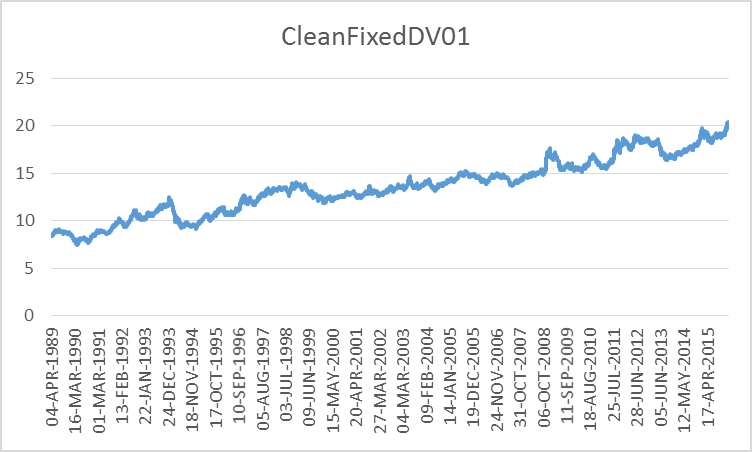 CleanFixedDV01
25
20
15
10
5
0
04-APR-1989
16-MAR-1990
01-MAR-1991
13-FEB-1992
22-JAN-1993
24-DEC-1993
18-NOV-1994
17-OCT-1995
10-SEP-1996
05-AUG-1997
03-JUL-1998
09-JUN-1999
15-MAY-2000
20-APR-2001
28-MAR-2002
04-MAR-2003
09-FEB-2004
14-JAN-2005
19-DEC-2005
24-NOV-2006
31-OCT-2007
06-OCT-2008
11-SEP-2009
18-AUG-2010
25-JUL-2011
28-JUN-2012
05-JUN-2013
12-MAY-2014
17-APR-2015